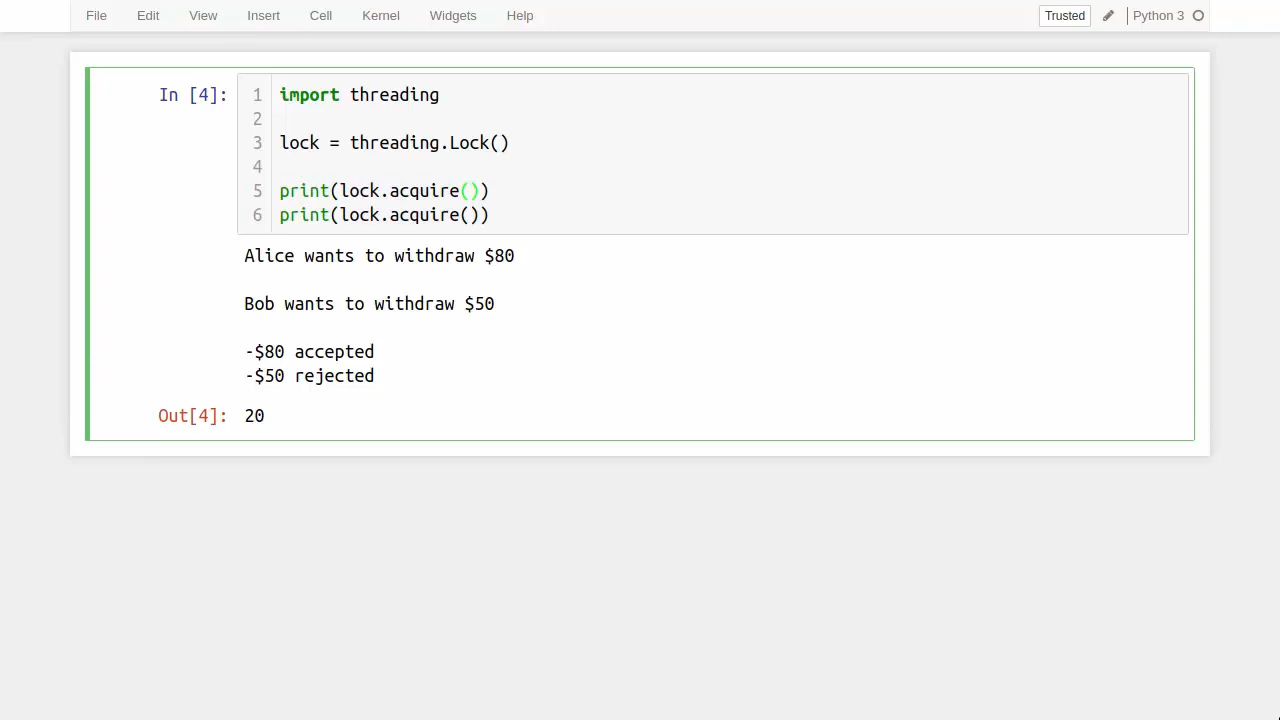 File Edit View Insert Cell Kernel Widgets Help Trusted Python 3
In [4]:
1 import threading
2
3 lock = threading.Lock()
4
5 print(lock.acquire())
6 print(lock.acquire())
Alice wants to withdraw $80
Bob wants to withdraw $50
-$80 accepted
-$50 rejected
Out[4]: 20